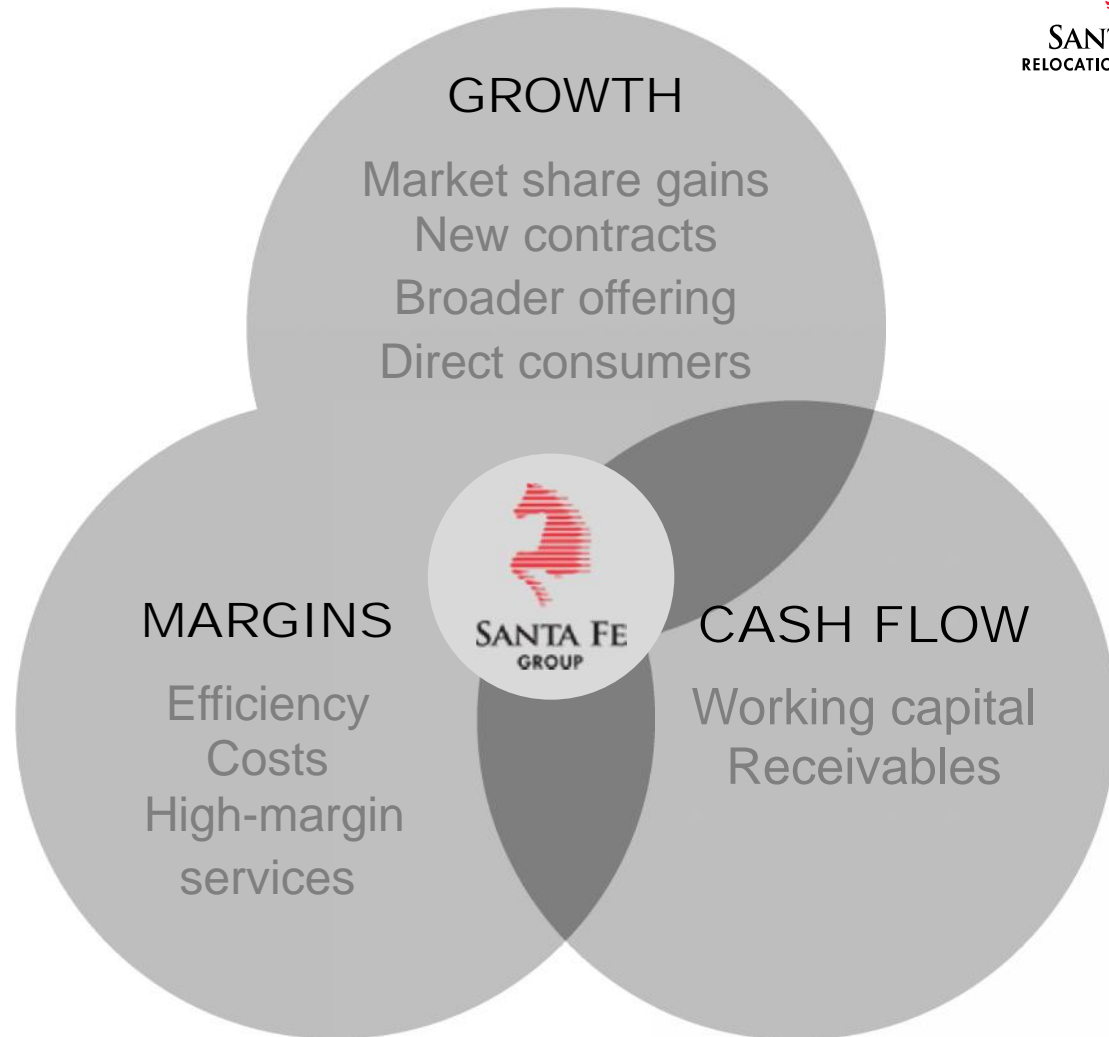 GROWTH
Market share gains
New contracts
Broader offering
Direct consumers
SANTA FE
GROUP
MARGINS
Efficiency
Costs
High-margin
services
CASH FLOW
Working capital
Receivables